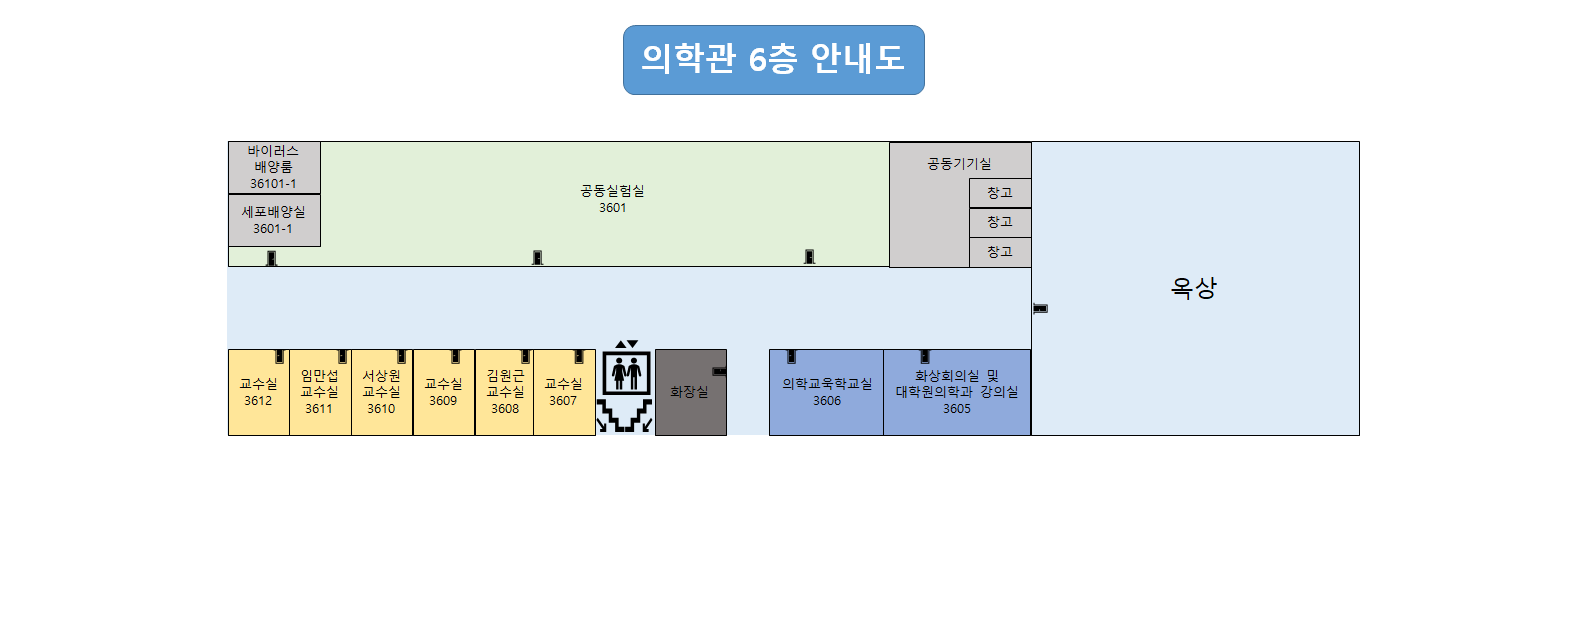 의학관 6층 안내도
바이러스
배양룸
36101-1
세포배양실
3601-1
공동실험실
3601
공동기기실
창고
창고
창고
옥상
교수실
3612
임만섭
교수실
3611
서상원
교수실
3610
교수실
3609
김원근
교수실
3608
교수실
3607
화장실
의학교육학교실
3606
화상회의실 및
대학원의학과 강의실
3605